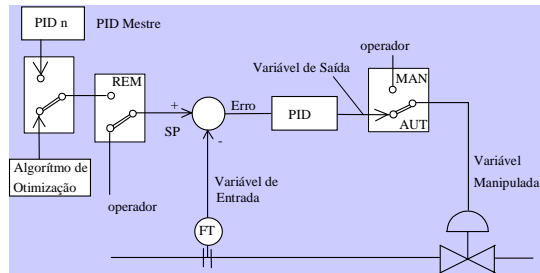 PID n
PID Mestre
operador
REM
Variável de Saída
MAN
+
Erro
PID
SP
-
AUT
Algorítmo de
Otimização
Variável de
Entrada
Variável
Manipulada
operador
FT